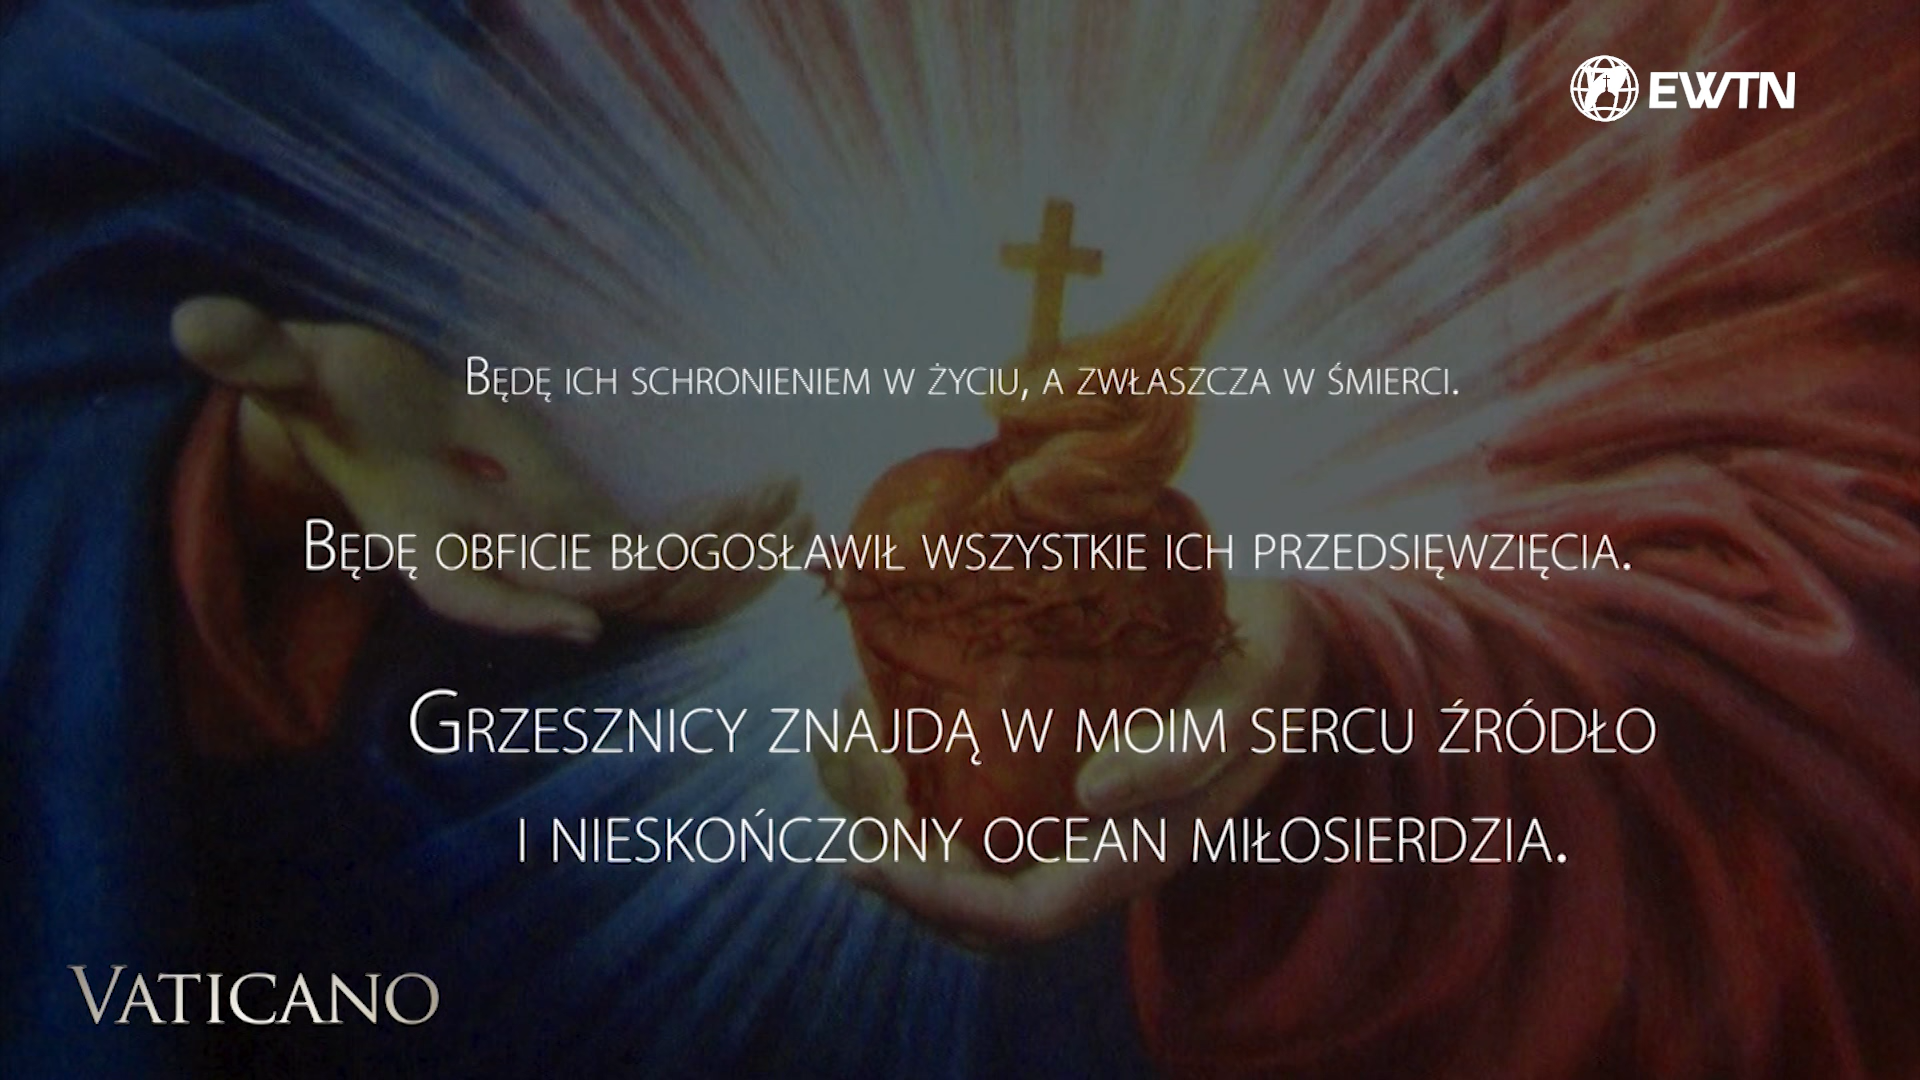 EWTN
Będę ich schronieniem w życiu, a zwłaszcza w śmierci.
Będę obficie błogosławił wszystkie ich przedsięwzięcia.
Grzesznicy znajdą w moim sercu źródło
i nieskończony ocean miłosierdzia.
Vaticano